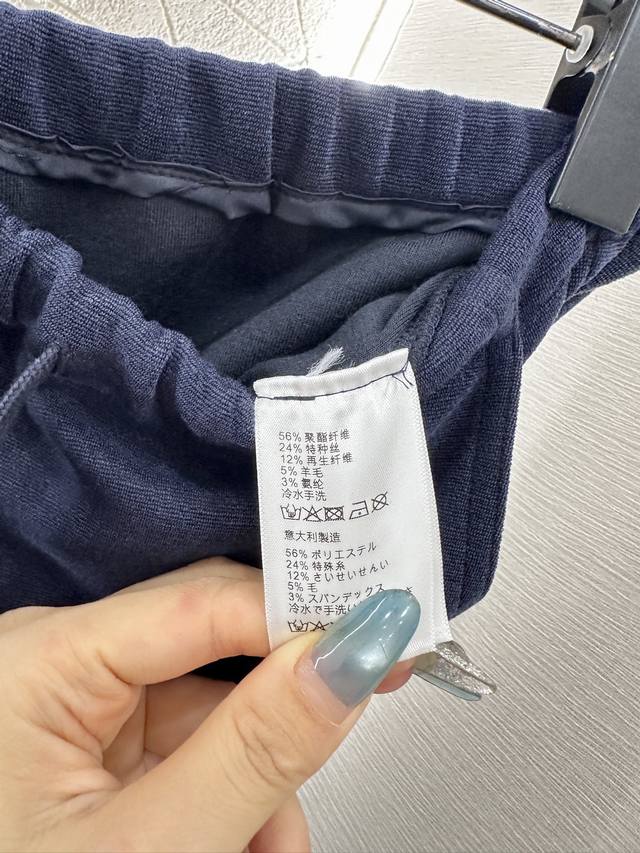 56% 聚酯纤维
24% 特种丝
12% 再生纤维
5% 羊毛
3% 氨纶
冷水手洗
意大利製造
56% ポリエステル
24% 特殊糸
12% さいせいせんい
5% 毛
3% スパンデックス
冷水で手洗い